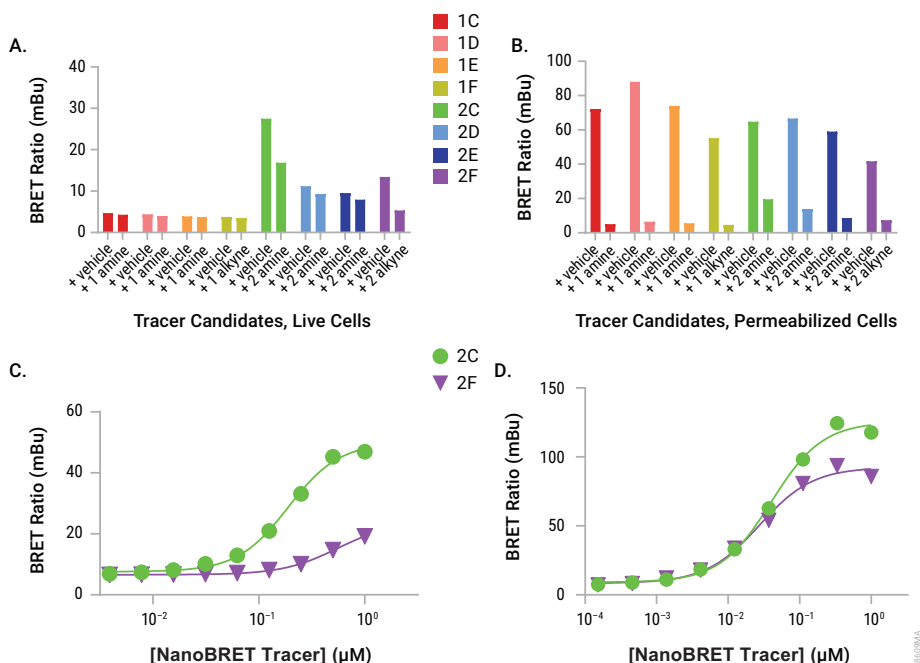 1C
1D
1E
1F
2C
2D
2E
2F
A.
BRET Ratio (mBu)
40
30
20
10
0
+ vehicle
+ 1 amine
+ vehicle
+ 1 amine
+ vehicle
+ 1 amine
+ vehicle
+ 1 alkyne
+ vehicle
+ 2 amine
+ vehicle
+ 2 amine
+ vehicle
+ 2 amine
+ vehicle
+ 2 alkyne
Tracer Candidates, Live Cells
B.
BRET Ratio (mBu)
100
80
60
40
20
0
+ vehicle
+ 1 amine
+ vehicle
+ 1 amine
+ vehicle
+ 1 amine
+ vehicle
+ 1 alkyne
+ vehicle
+ 2 amine
+ vehicle
+ 2 amine
+ vehicle
+ 2 amine
+ vehicle
+ 2 alkyne
Tracer Candidates, Permeabilized Cells
2C
2F
C.
BRET Ratio (mBu)
60
40
20
0
10⁻² 10⁻¹ 10⁰
[NanoBRET Tracer] (µM)
D.
BRET Ratio (mBu)
150
100
50
0
10⁻⁴ 10⁻³ 10⁻² 10⁻¹ 10⁰
[NanoBRET Tracer] (µM)